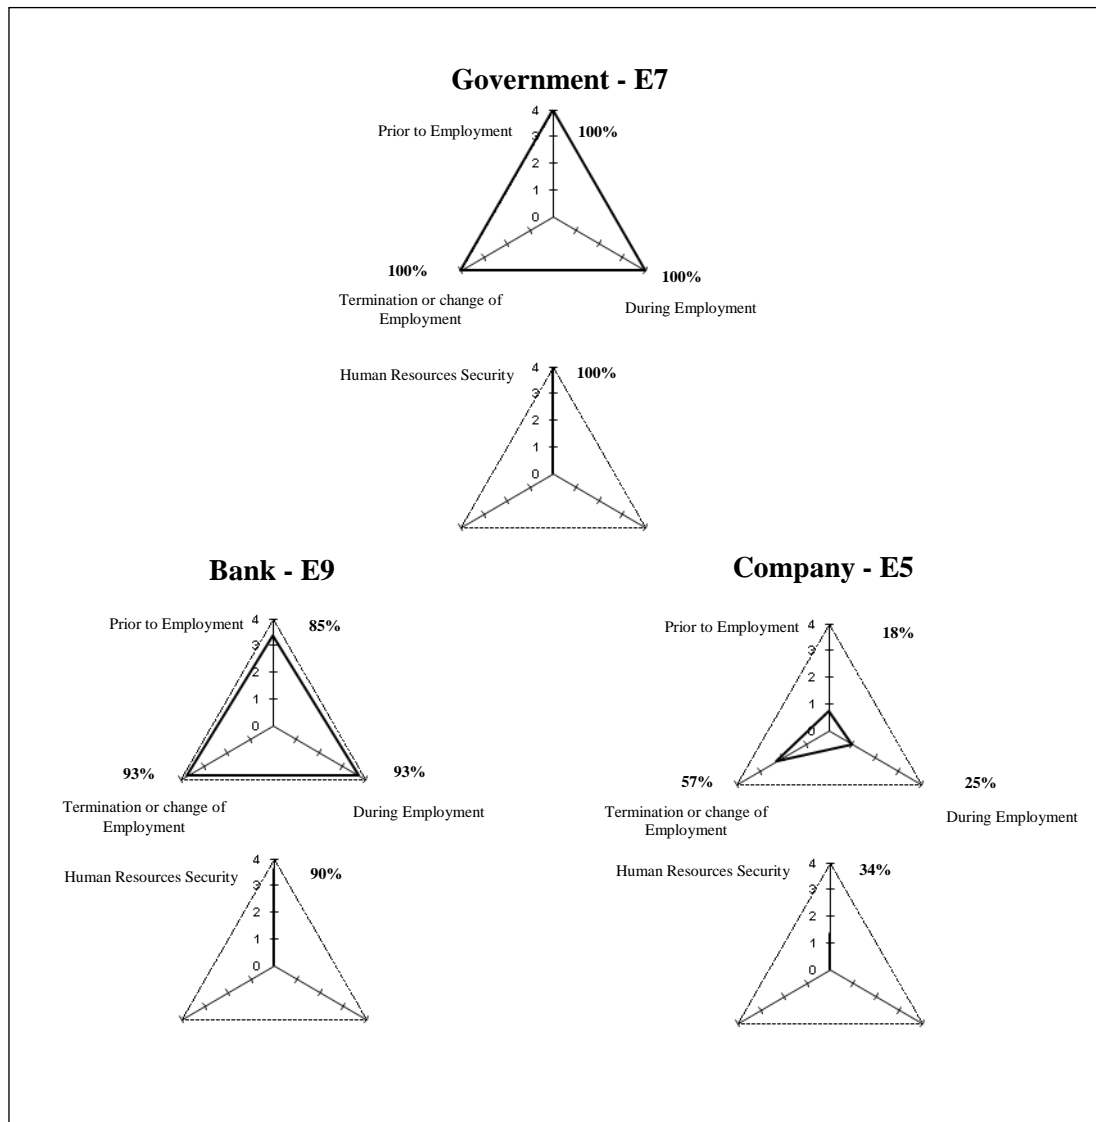 Government - E7
4
Prior to Employment
100%
3
2
1
0
100%
100%
Termination or change of
Employment
During Employment
4
Human Resources Security
100%
3
2
1
0
Bank - E9
4
Prior to Employment
85%
3
2
1
0
93%
93%
Termination or change of
Employment
During Employment
4
Human Resources Security
90%
3
2
1
0
Company - E5
4
Prior to Employment
18%
3
2
1
0
57%
25%
Termination or change of
Employment
During Employment
4
Human Resources Security
34%
3
2
1
0